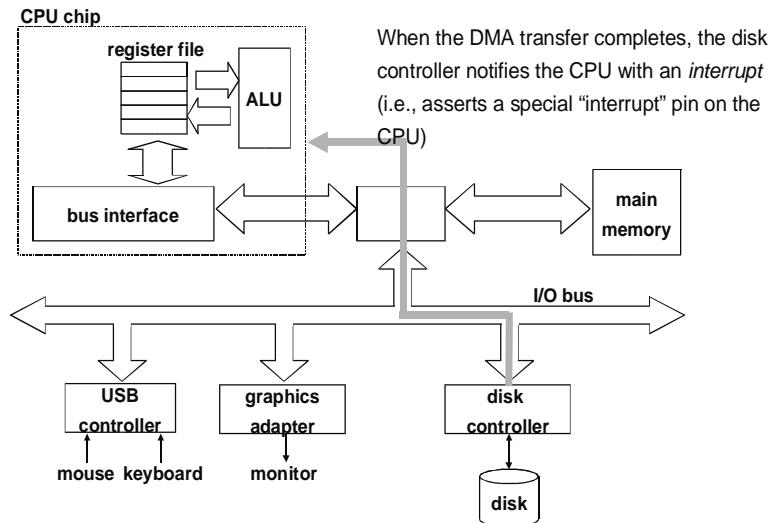 CPU chip
register file
ALU
When the DMA transfer completes, the disk
controller notifies the CPU with an interrupt
(i.e., asserts a special “interrupt” pin on the
CPU)
bus interface
main
memory
I/O bus
USB
controller
graphics
adapter
disk
controller
mouse keyboard
monitor
disk